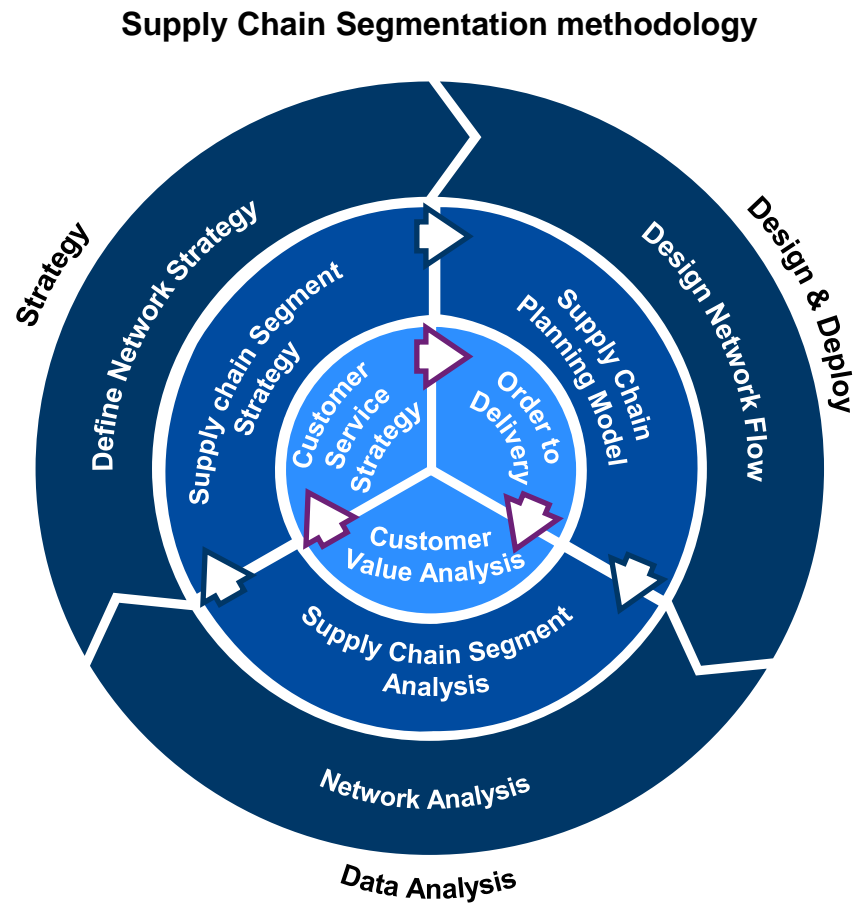 Supply Chain Segmentation methodology
Strategy
Design & Deploy
Define Network Strategy
Design Network Flow
Supply chain Segment
Strategy
Supply Chain
Planning Model
Customer
Service
Strategy
Order to
Delivery
Customer
Value Analysis
Supply Chain Segment
Analysis
Network Analysis
Data Analysis